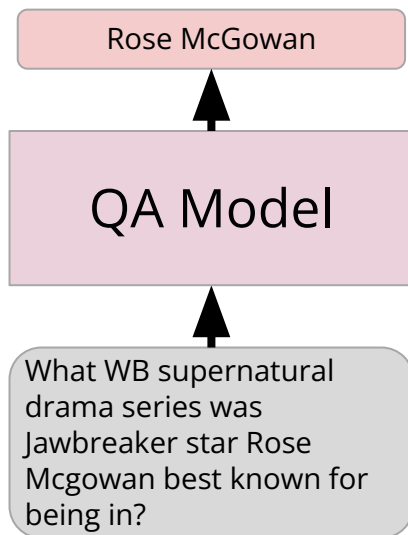 Rose McGowan
QA Model
What WB supernatural
drama series was
Jawbreaker star Rose
Mcgowan best known for
being in?